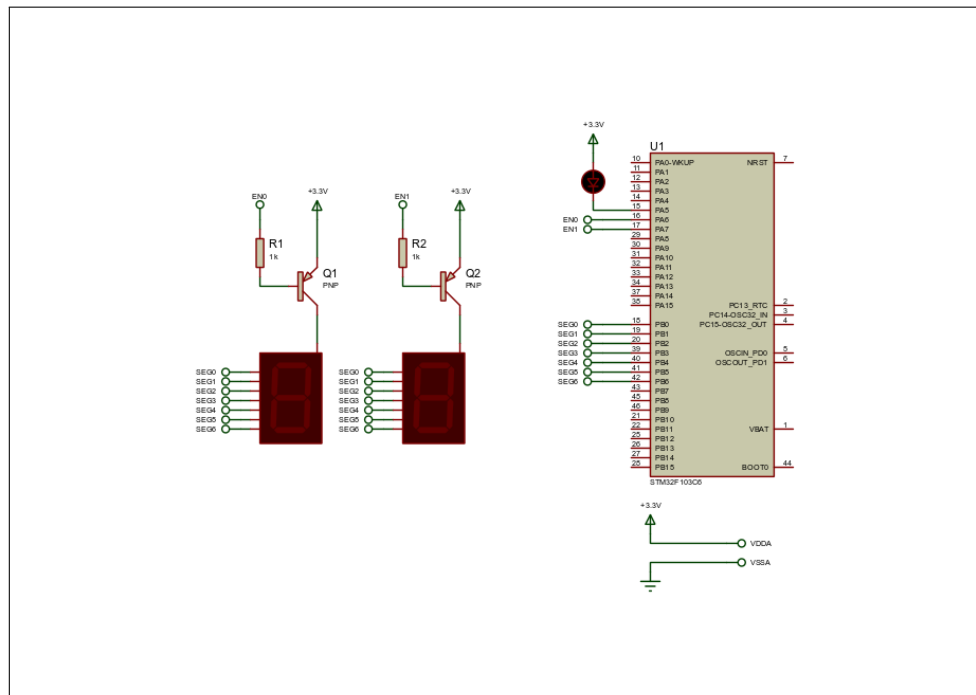 +3.3V
U1
10 PA0-WKUP NRST 7
11 PA1
12 PA2
13 PA3
14 PA4
15 PA5
EN0 16 PA6
EN1 17 PA7
29 PA8
30 PA9
31 PA10
32 PA11
33 PA12
34 PA13
37 PA14
38 PA15 PC13_RTC 2
PC14-OSC32_IN 3
SEG0 18 PB0 PC15-OSC32_OUT 4
SEG1 19 PB1
SEG2 20 PB2
SEG3 39 PB3 OSCIN_PD0 5
SEG4 40 PB4 OSCOUT_PD1 6
SEG5 41 PB5
SEG6 42 PB6
43 PB7
45 PB8
46 PB9
21 PB10
22 PB11 VBAT 1
25 PB12
26 PB13
27 PB14
28 PB15 BOOT0 44
STM32F103C6
EN0 +3.3V
R1
1k
Q1
PNP
SEG0
SEG1
SEG2
SEG3
SEG4
SEG5
SEG6
EN1 +3.3V
R2
1k
Q2
PNP
SEG0
SEG1
SEG2
SEG3
SEG4
SEG5
SEG6
+3.3V
VDDA
VSSA